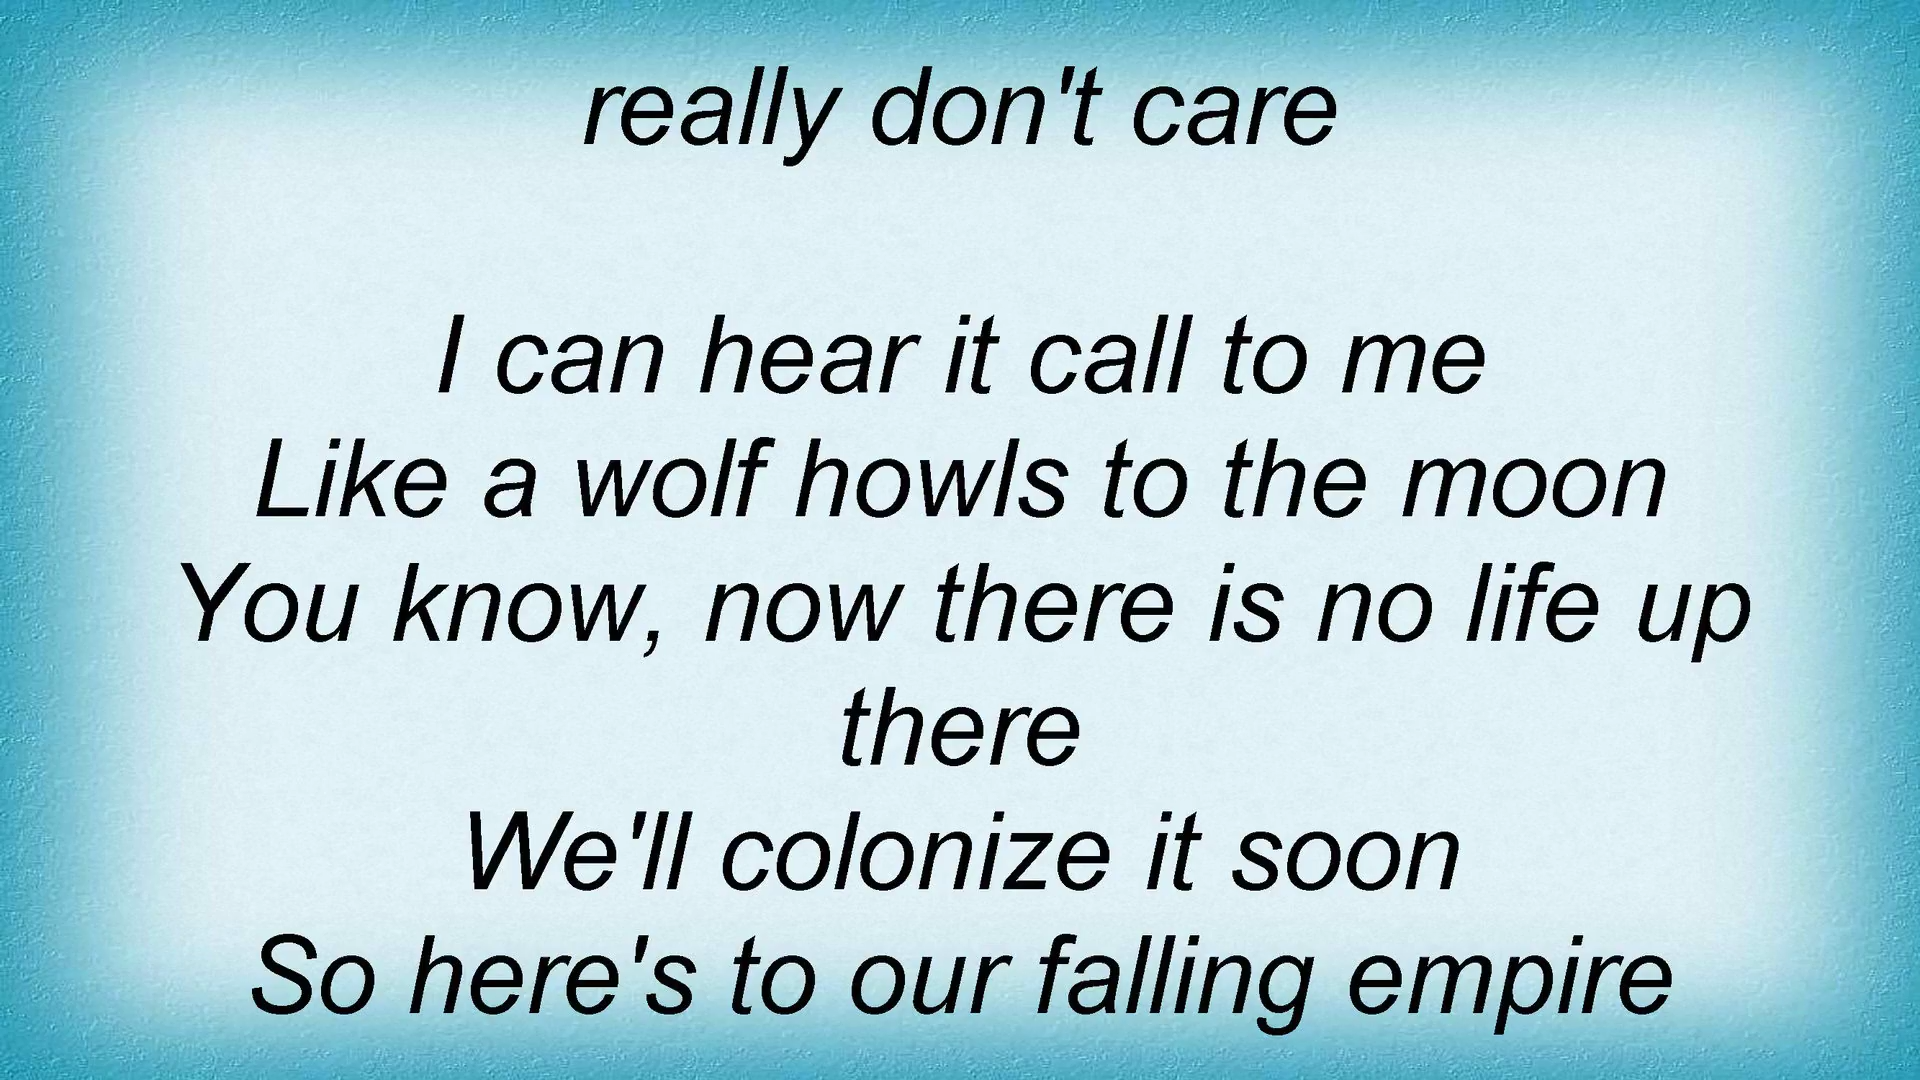 really don't care
I can hear it call to me
Like a wolf howls to the moon
You know, now there is no life up
there
We'll colonize it soon
So here's to our falling empire